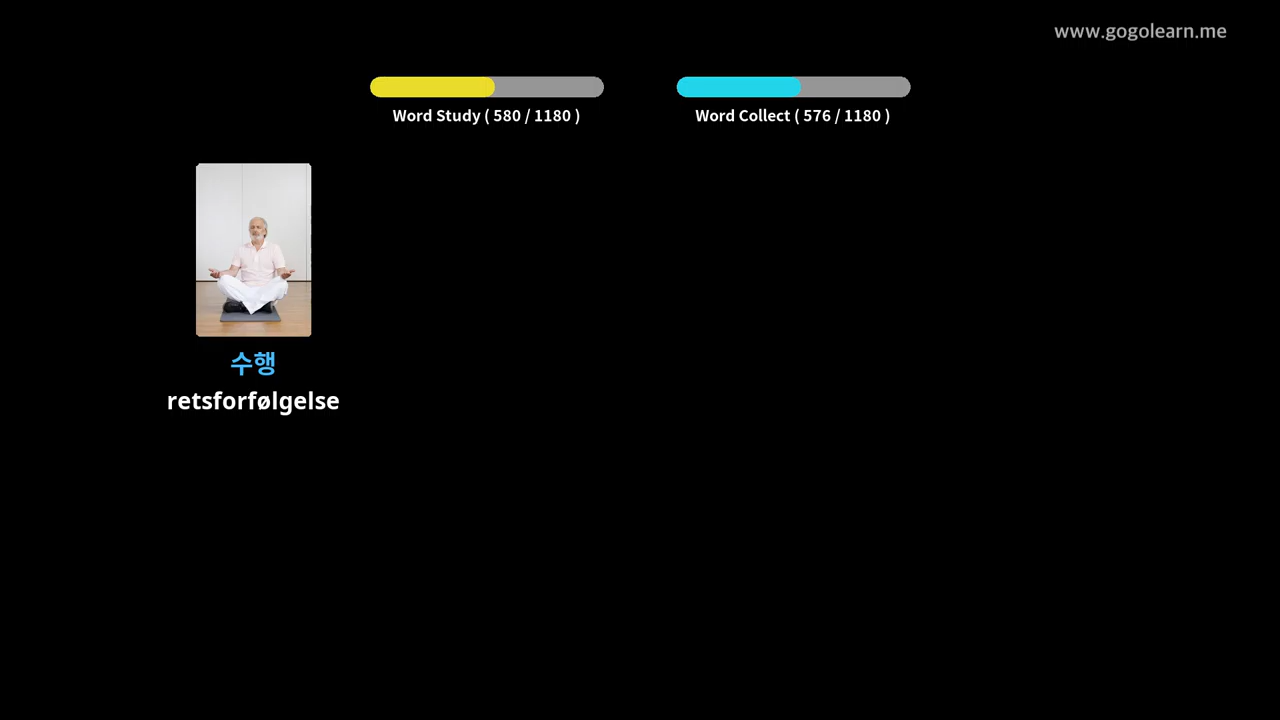 www.gogolearn.me
Word Study ( 580 / 1180 )
Word Collect ( 576 / 1180 )
수행
retsforfølgelse